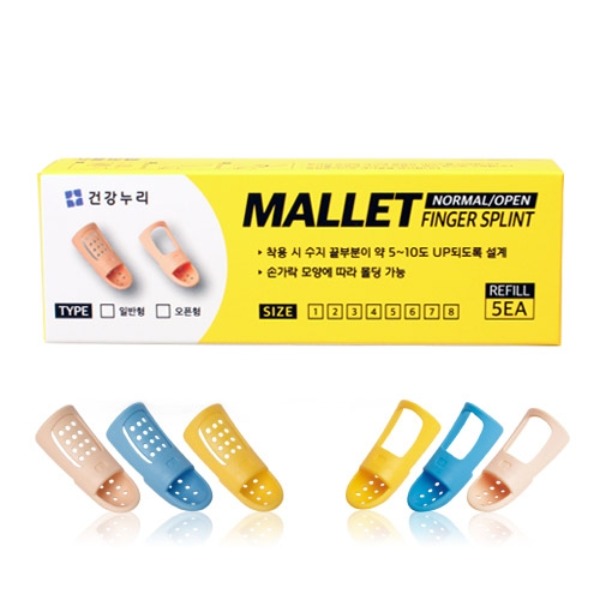 건강누리
MALLET NORMAL/OPEN
FINGER SPLINT
▸ 착용 시 수지 끝부분이 약 5~10도 UP되도록 설계
▸ 손가락 모양에 따라 몰딩 가능
TYPE 일반형 오픈형
SIZE 1 2 3 4 5 6 7 8
REFILL
5EA